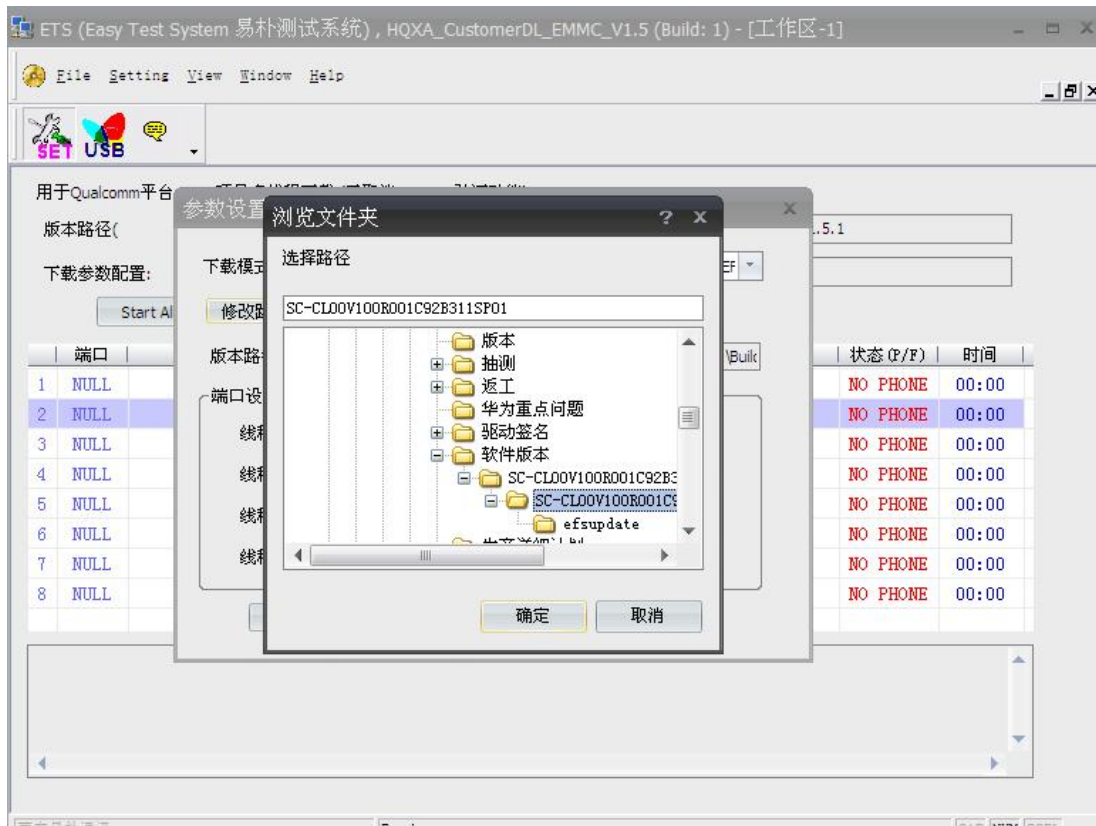 ETS (Easy Test System 易朴测试系统) , HQXA_CustomerDL_EMMC_V1.5 (Build: 1) - [工作区-1]
File Setting View Window Help
SET USB
用于Qualcomm平台
参数设置
浏览文件夹
版本路径(
.5.1
选择路径
下载参数配置:
下载模式
EF
Start Al
修改路
SC-CL00V100R001C92B311SP01
版本
端口
版本路
抽测
\Buil
状态(P/F)
时间
1 NULL
返工
NO PHONE 00:00
端口设
华为重点问题
2 NULL
NO PHONE 00:00
3 NULL
线程
驱动签名
NO PHONE 00:00
软件版本
4 NULL
线程
SC-CL00V100R001C92B3
NO PHONE 00:00
5 NULL
SC-CL00V100R001C9
NO PHONE 00:00
线程
efsupdate
6 NULL
NO PHONE 00:00
7 NULL
线程
NO PHONE 00:00
8 NULL
NO PHONE 00:00
确定
取消